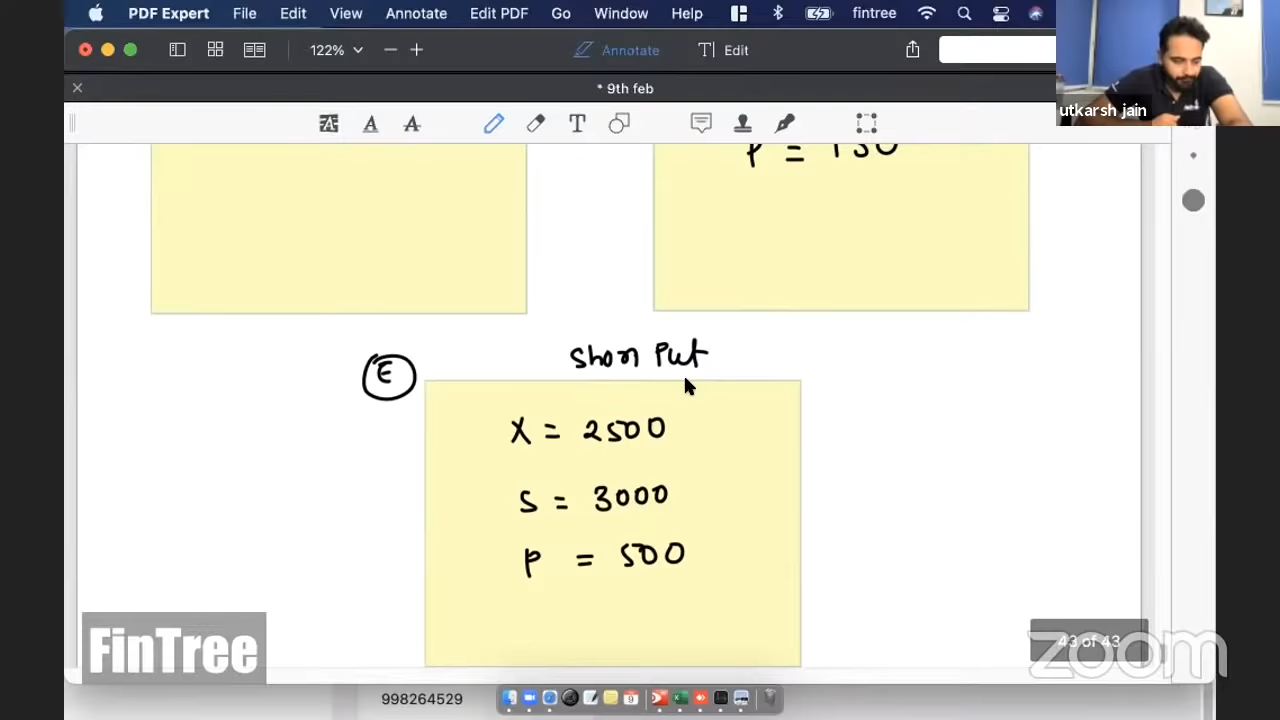 PDF Expert File Edit View Annotate Edit PDF Go Window Help fintree
122% Annotate T| Edit
* 9th feb
utkarsh jain
P = 150
E
Short Put
X = 2500
S = 3000
P = 500
FinTree
43 of 43
zoom
998264529